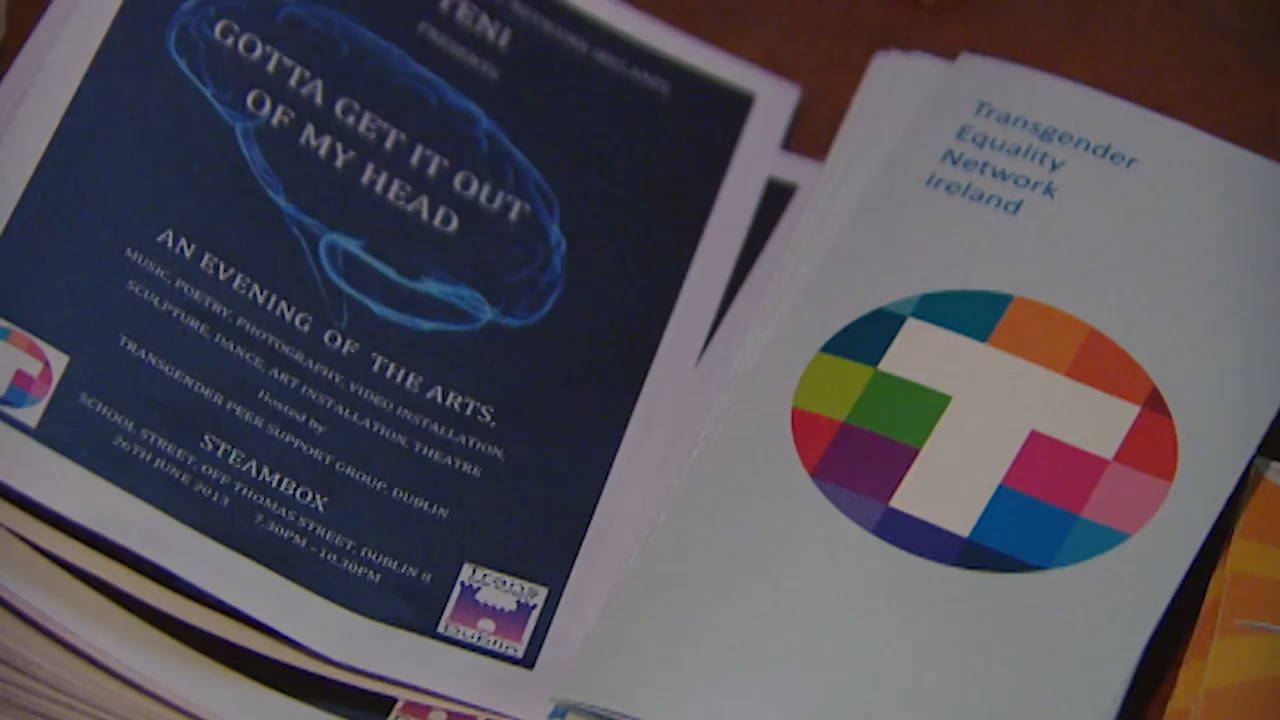 TENI
PRESENTS
GOTTA GET IT OUT
OF MY HEAD
AN EVENING OF THE ARTS,
MUSIC, POETRY, PHOTOGRAPHY, VIDEO INSTALLATION,
SCULPTURE, DANCE, ART INSTALLATION, THEATRE
Hosted by
TRANSGENDER PEER SUPPORT GROUP, DUBLIN
STEAMBOX
SCHOOL STREET, OFF THOMAS STREET, DUBLIN 8
20TH JUNE 2013 7.30PM - 10.30PM
trans
Dublin
Transgender
Equality
Network
Ireland
T